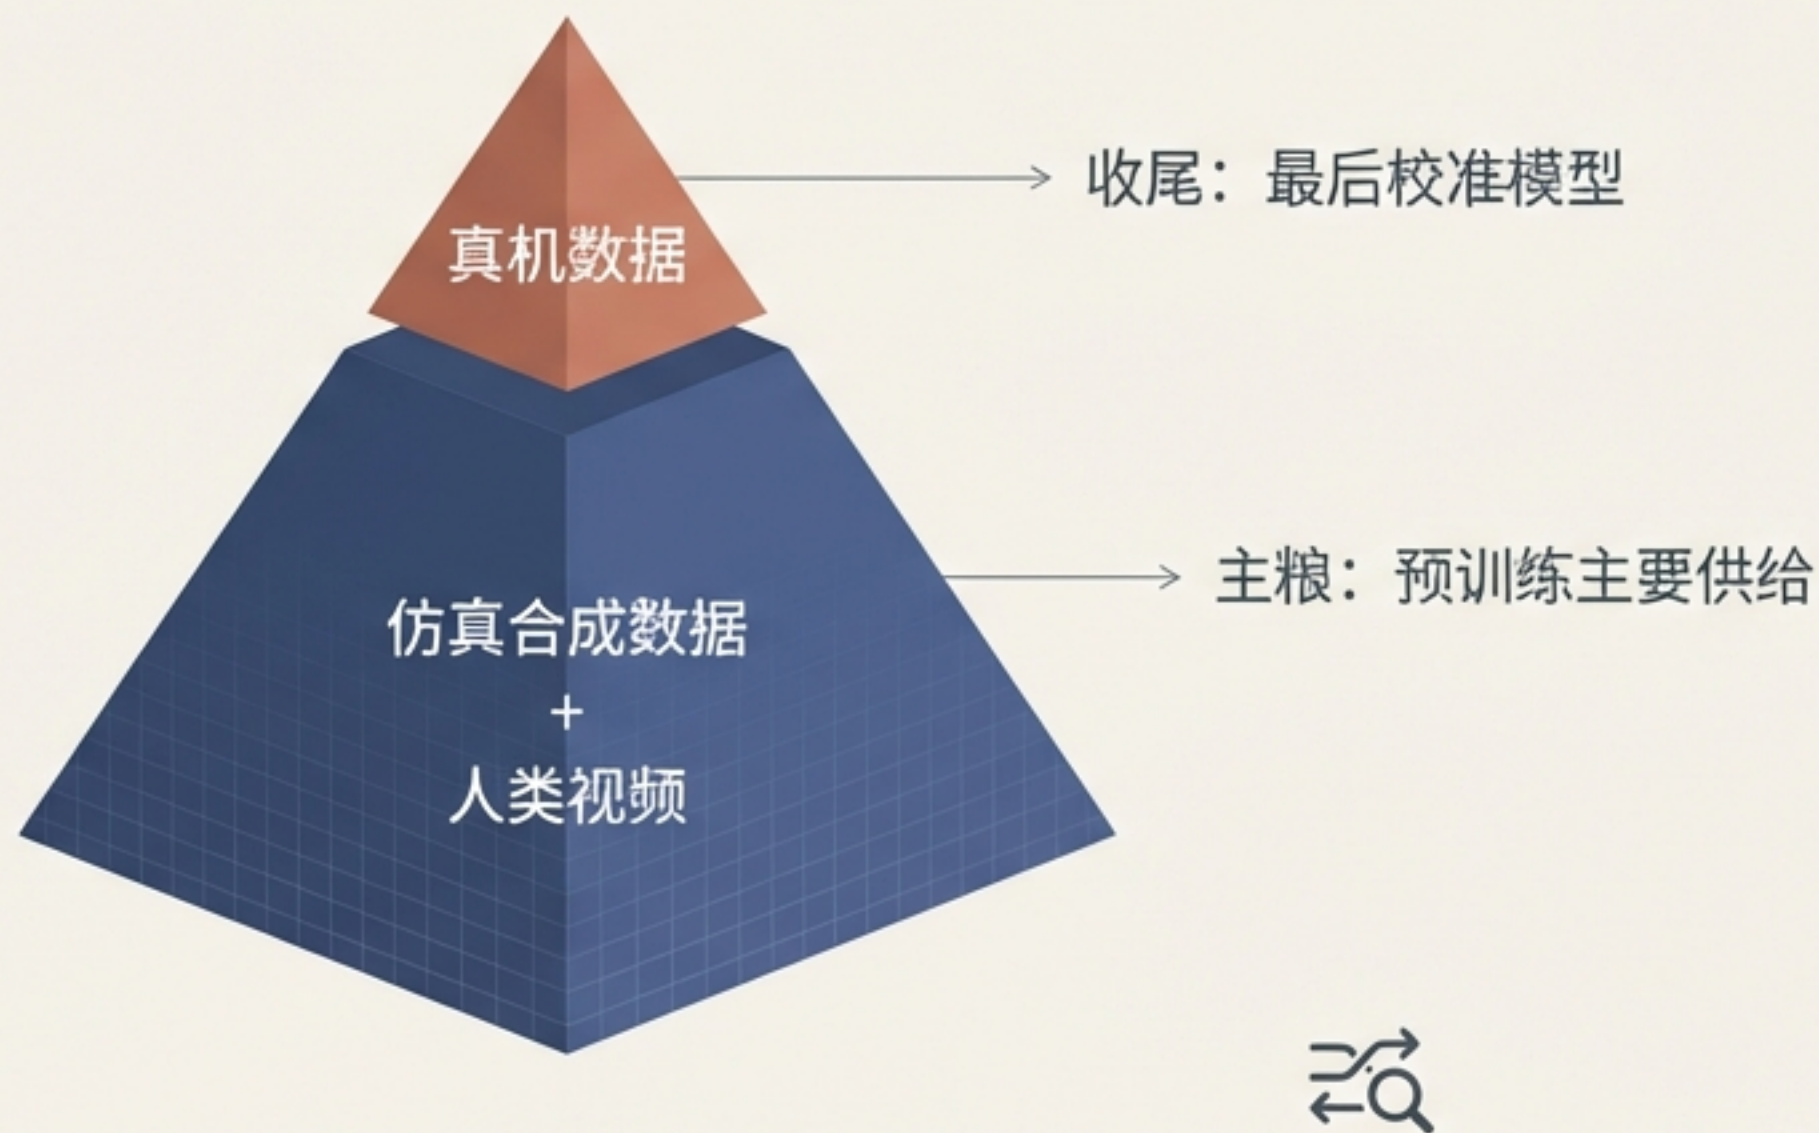 收尾：最后校准模型
真机数据
主粮：预训练主要供给
仿真合成数据
+
人类视频